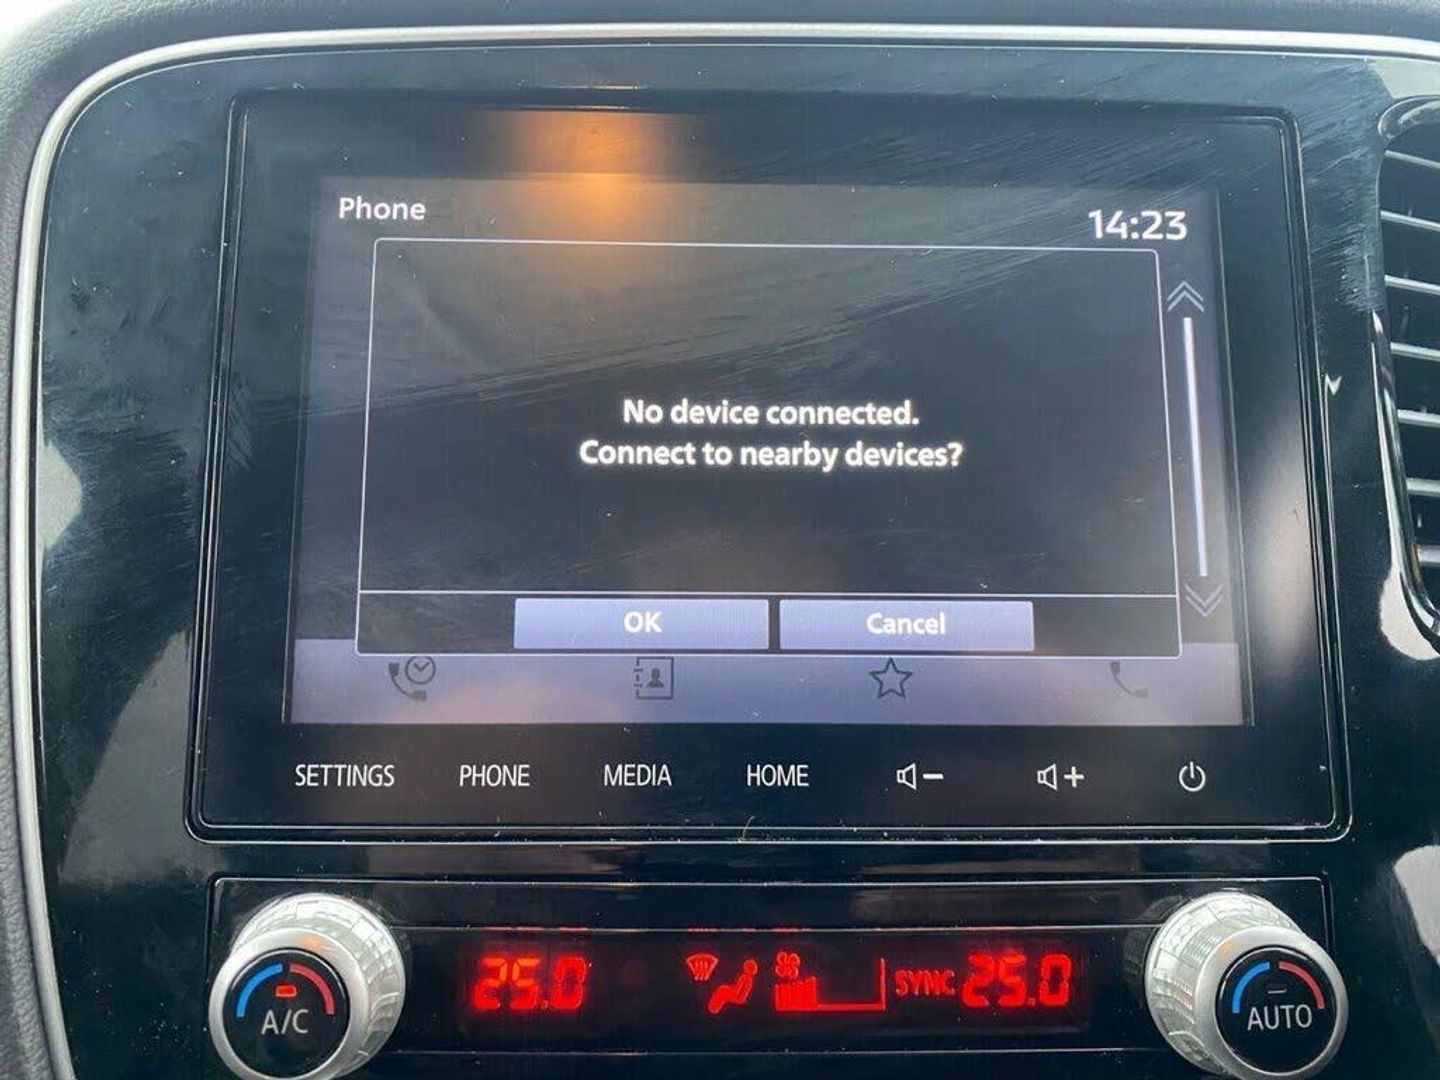 Phone
14:23
No device connected.
Connect to nearby devices?
OK Cancel
SETTINGS PHONE MEDIA HOME
25.0 SYNC 25.0
A/C AUTO